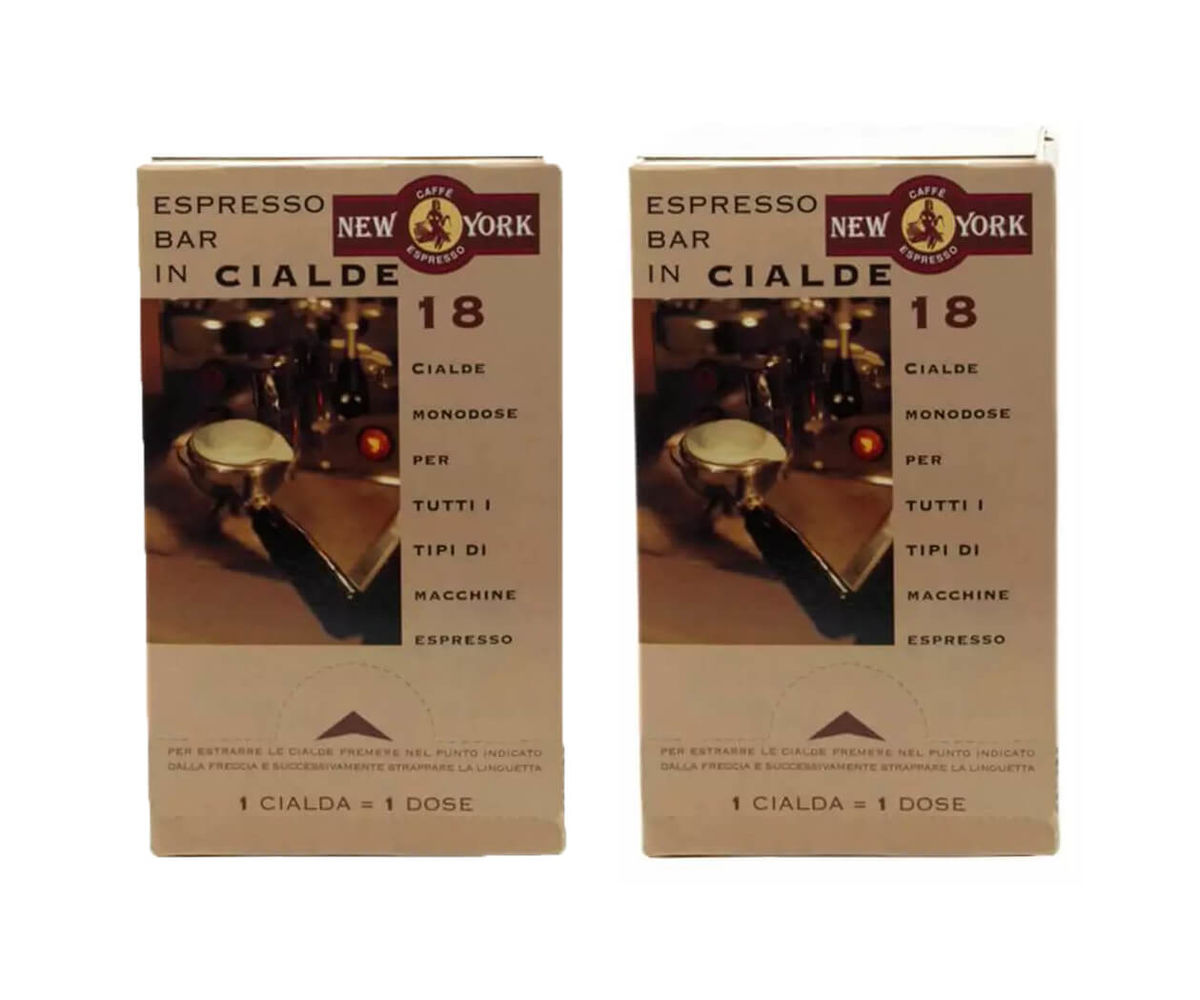 ESPRESSO
BAR
IN CIALDE
CAFFÈ
NEW YORK
ESPRESSO
18
CIALDE
MONODOSE
PER
TUTTI I
TIPI DI
MACCHINE
ESPRESSO
PER ESTRARRE LE CIALDE PREMERE NEL PUNTO INDICATO
DALLA FRECCIA E SUCCESSIVAMENTE STRAPPARE LA LINGUETTA
1 CIALDA = 1 DOSE
ESPRESSO
BAR
IN CIALDE
CAFFÈ
NEW YORK
ESPRESSO
18
CIALDE
MONODOSE
PER
TUTTI I
TIPI DI
MACCHINE
ESPRESSO
PER ESTRARRE LE CIALDE PREMERE NEL PUNTO INDICATO
DALLA FRECCIA E SUCCESSIVAMENTE STRAPPARE LA LINGUETTA
1 CIALDA = 1 DOSE